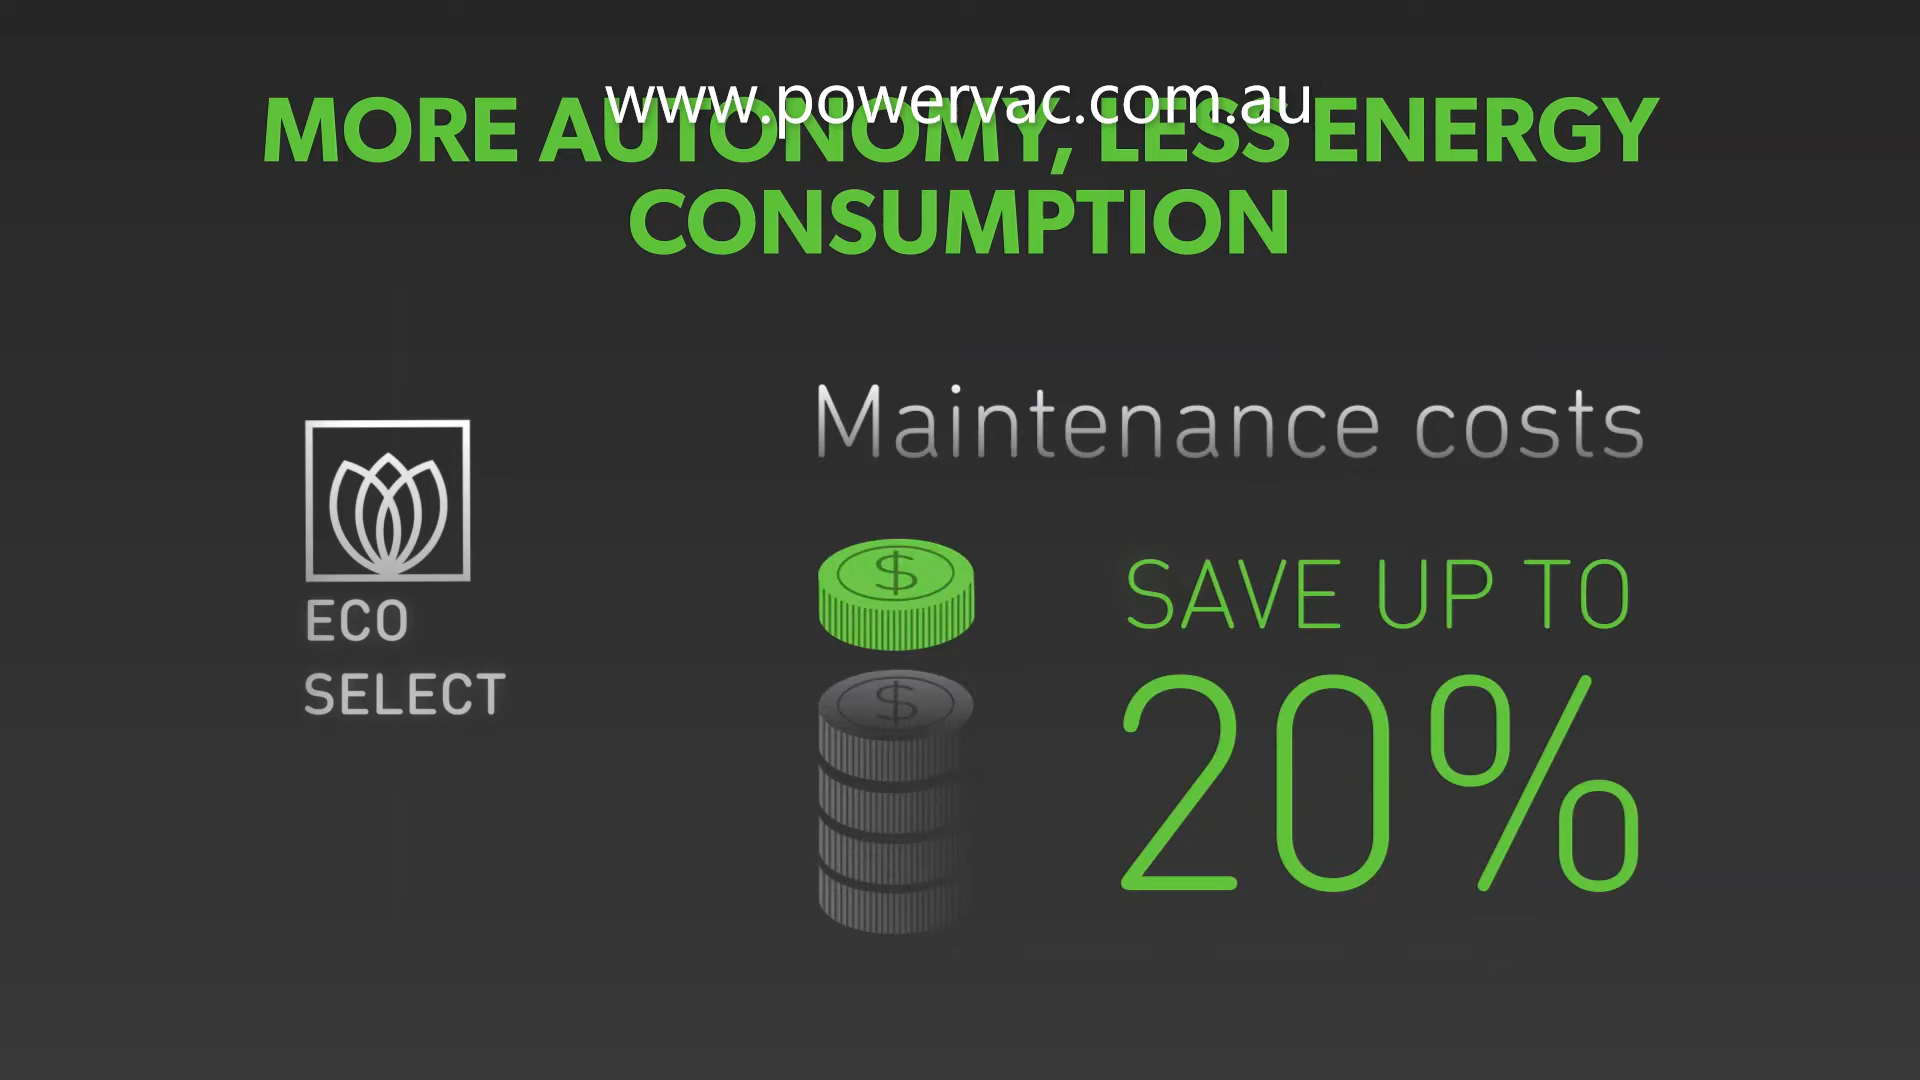 www.powervac.com.au
MORE AUTONOMY, LESS ENERGY
CONSUMPTION
Maintenance costs
ECO
SELECT
$
SAVE UP TO
$
20%